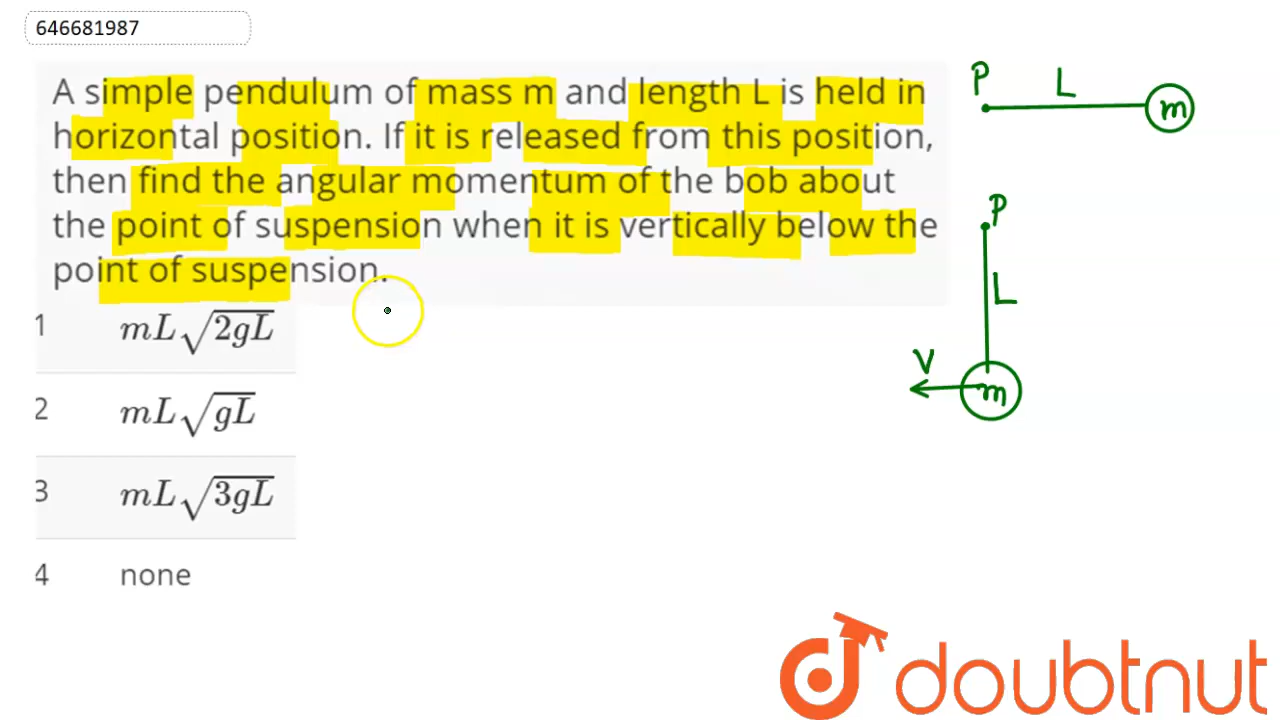 646681987
A simple pendulum of mass m and length L is held in
horizontal position. If it is released from this position,
then find the angular momentum of the bob about
the point of suspension when it is vertically below the
point of suspension.
1 mL√2gL
2 mL√gL
3 mL√3gL
4 none
P L m
P
L
V
m
doubtnut